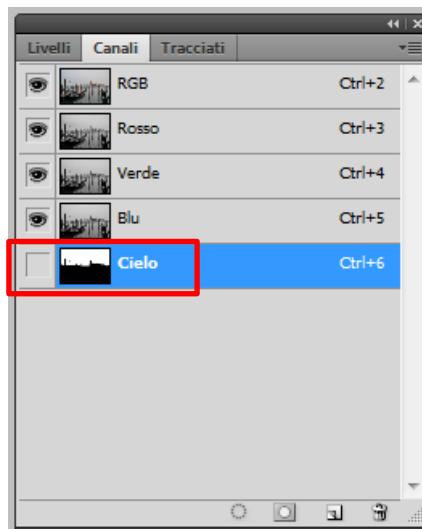 Livelli Canali Tracciati
RGB Ctrl+2
Rosso Ctrl+3
Verde Ctrl+4
Blu Ctrl+5
Cielo Ctrl+6